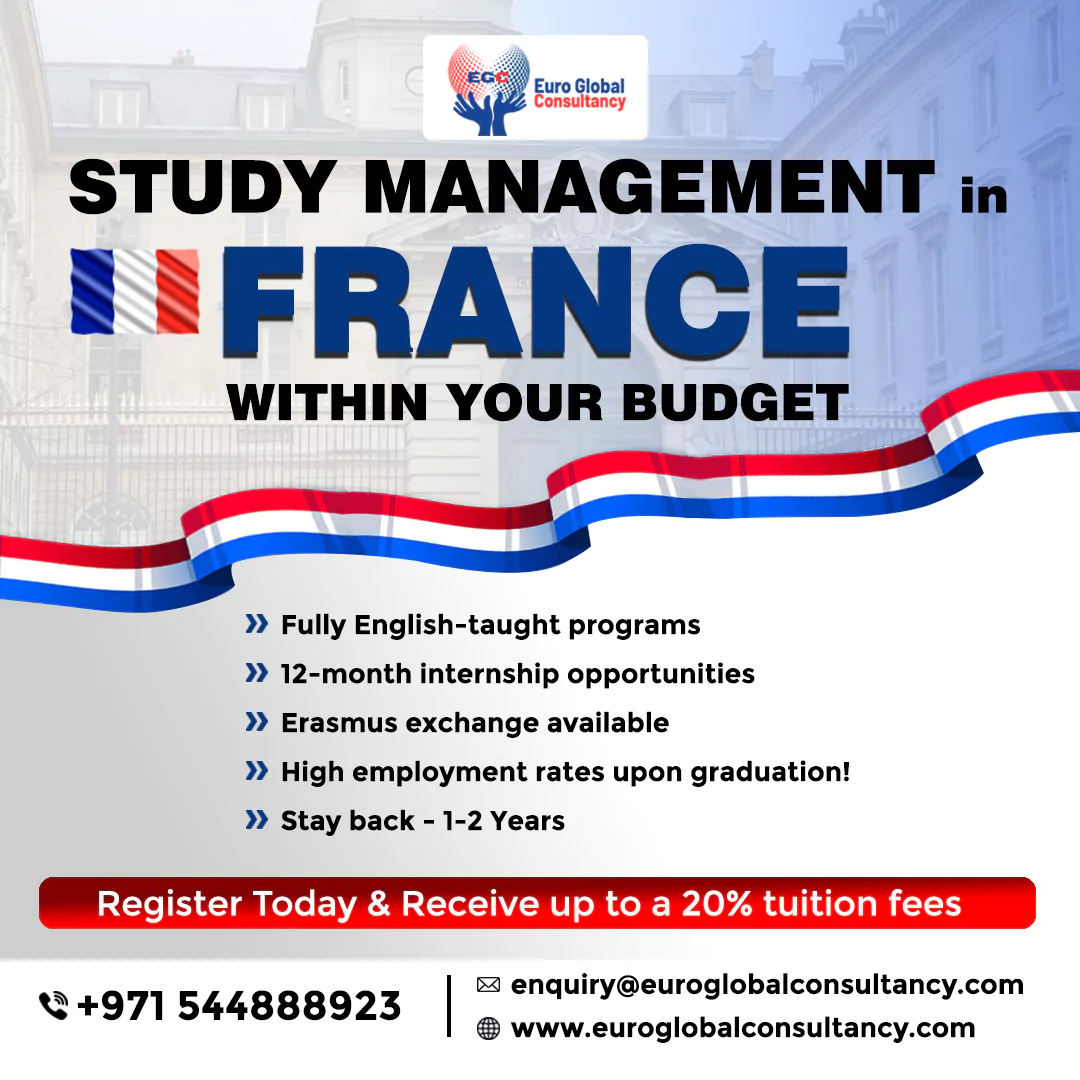 EGC
Euro Global
Consultancy
STUDY MANAGEMENT in
FRANCE
WITHIN YOUR BUDGET
Fully English-taught programs
12-month internship opportunities
Erasmus exchange available
High employment rates upon graduation!
Stay back - 1-2 Years
Register Today & Receive up to a 20% tuition fees
+971 544888923
enquiry@euroglobalconsultancy.com
www.euroglobalconsultancy.com